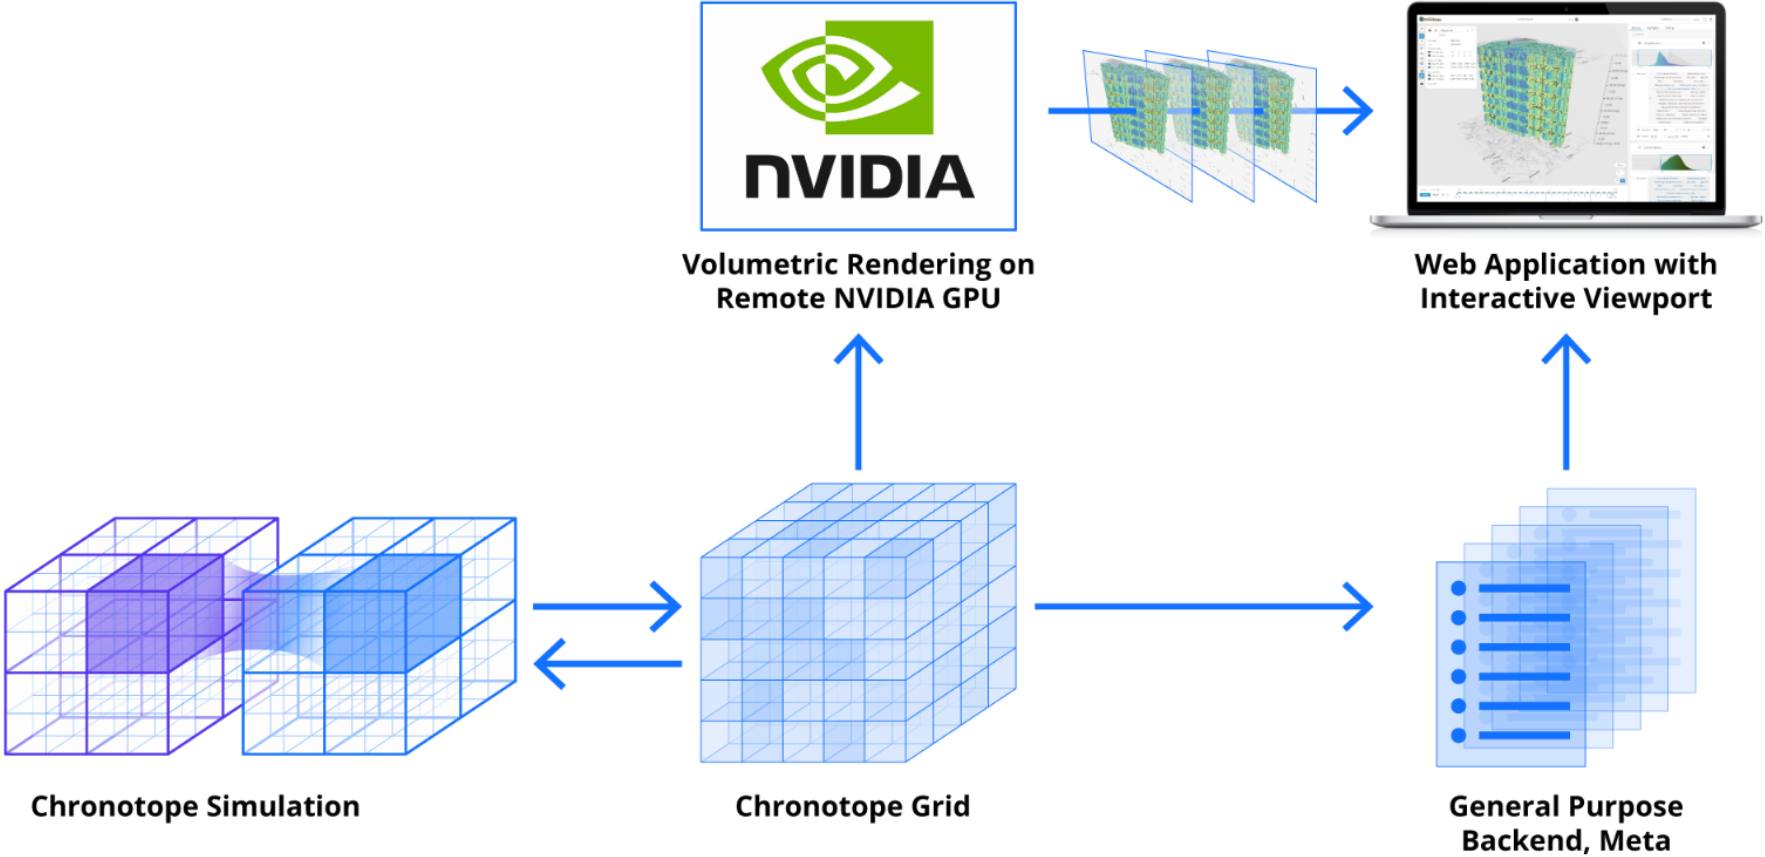 NVIDIA
Volumetric Rendering on
Remote NVIDIA GPU
Web Application with
Interactive Viewport
Chronotope Simulation
Chronotope Grid
General Purpose
Backend, Meta